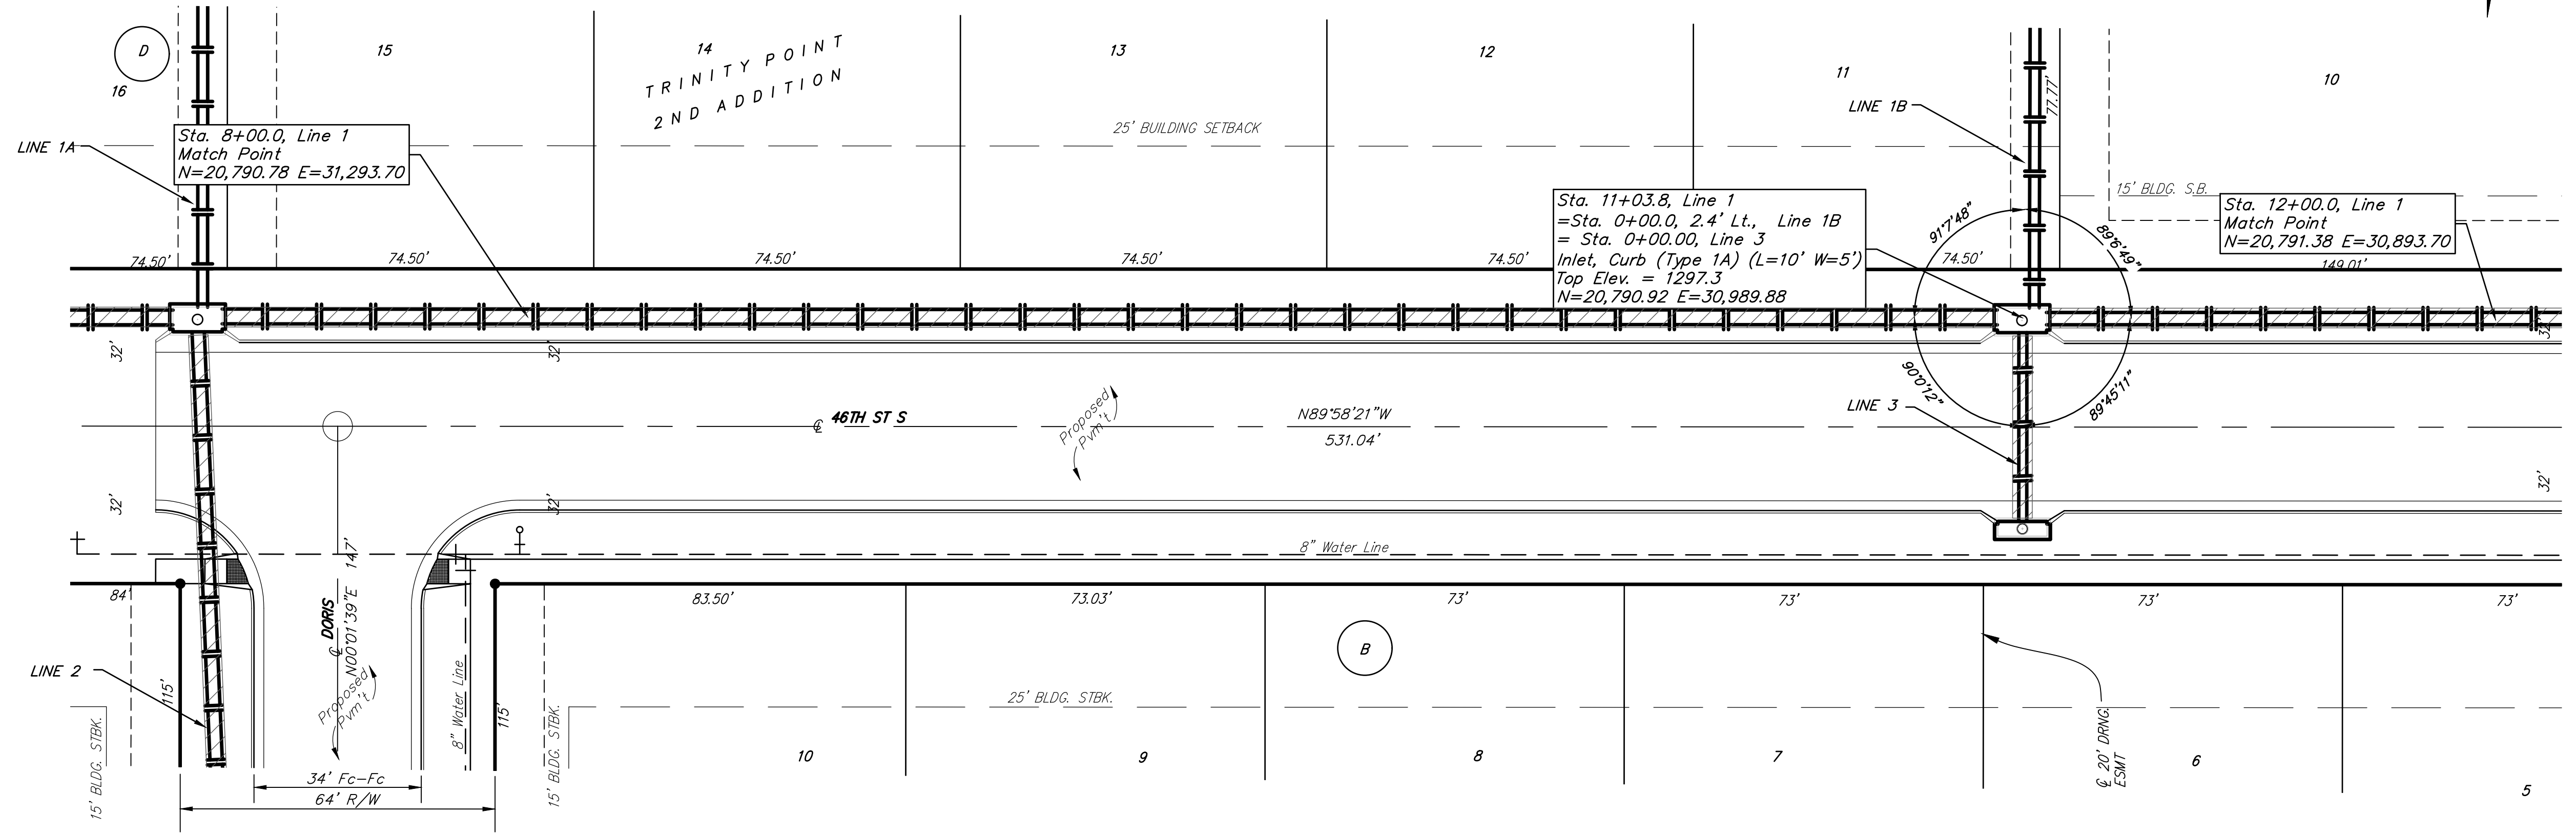 D
16
15
14
13
12
11
10
TRINITY POINT
2ND ADDITION
LINE 1A
Sta. 8+00.0, Line 1
Match Point
N=20,790.78 E=31,293.70
25' BUILDING SETBACK
LINE 1B
77.77'
15' BLDG. S.B.
Sta. 11+03.8, Line 1
=Sta. 0+00.0, 2.4' Lt., Line 1B
= Sta. 0+00.00, Line 3
Inlet, Curb (Type 1A) (L=10' W=5')
Top Elev. = 1297.3
N=20,790.92 E=30,989.88
Sta. 12+00.0, Line 1
Match Point
N=20,791.38 E=30,893.70
91°7'48"
89°6'49"
90°0'12"
89°45'11"
74.50'
74.50'
74.50'
74.50'
74.50'
74.50'
149.01'
32'
32'
32'
℄ 46TH ST S
Proposed
Pvm't
N89°58'21"W
531.04'
LINE 3
32'
32'
32'
8" Water Line
84'
83.50'
73.03'
73'
73'
73'
73'
℄ DORIS
N00°01'39"E 147'
Proposed
Pvm't
LINE 2
115'
115'
15' BLDG. STBK.
8" Water Line
15' BLDG. STBK.
25' BLDG. STBK.
B
℄ 20' DRNG.
ESMT
10
9
8
7
6
5
34' Fc-Fc
64' R/W